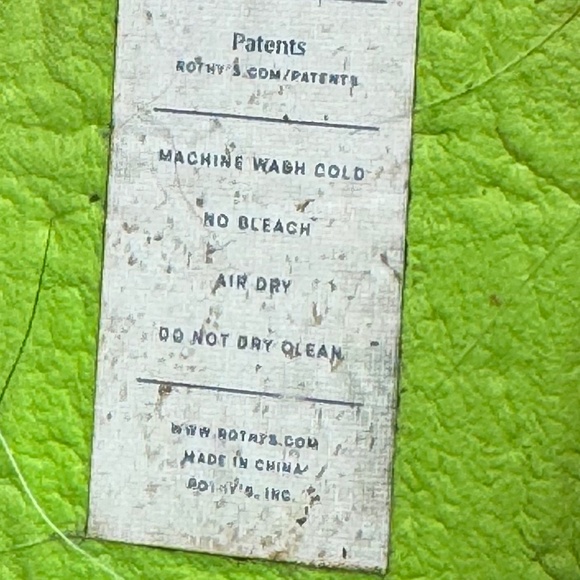 Patents
ROTHY'S.COM/PATENTS
MACHINE WASH COLD
NO BLEACH
AIR DRY
DO NOT DRY CLEAN
WWW.ROTHYS.COM
MADE IN CHINA
ROTHY'S, INC.